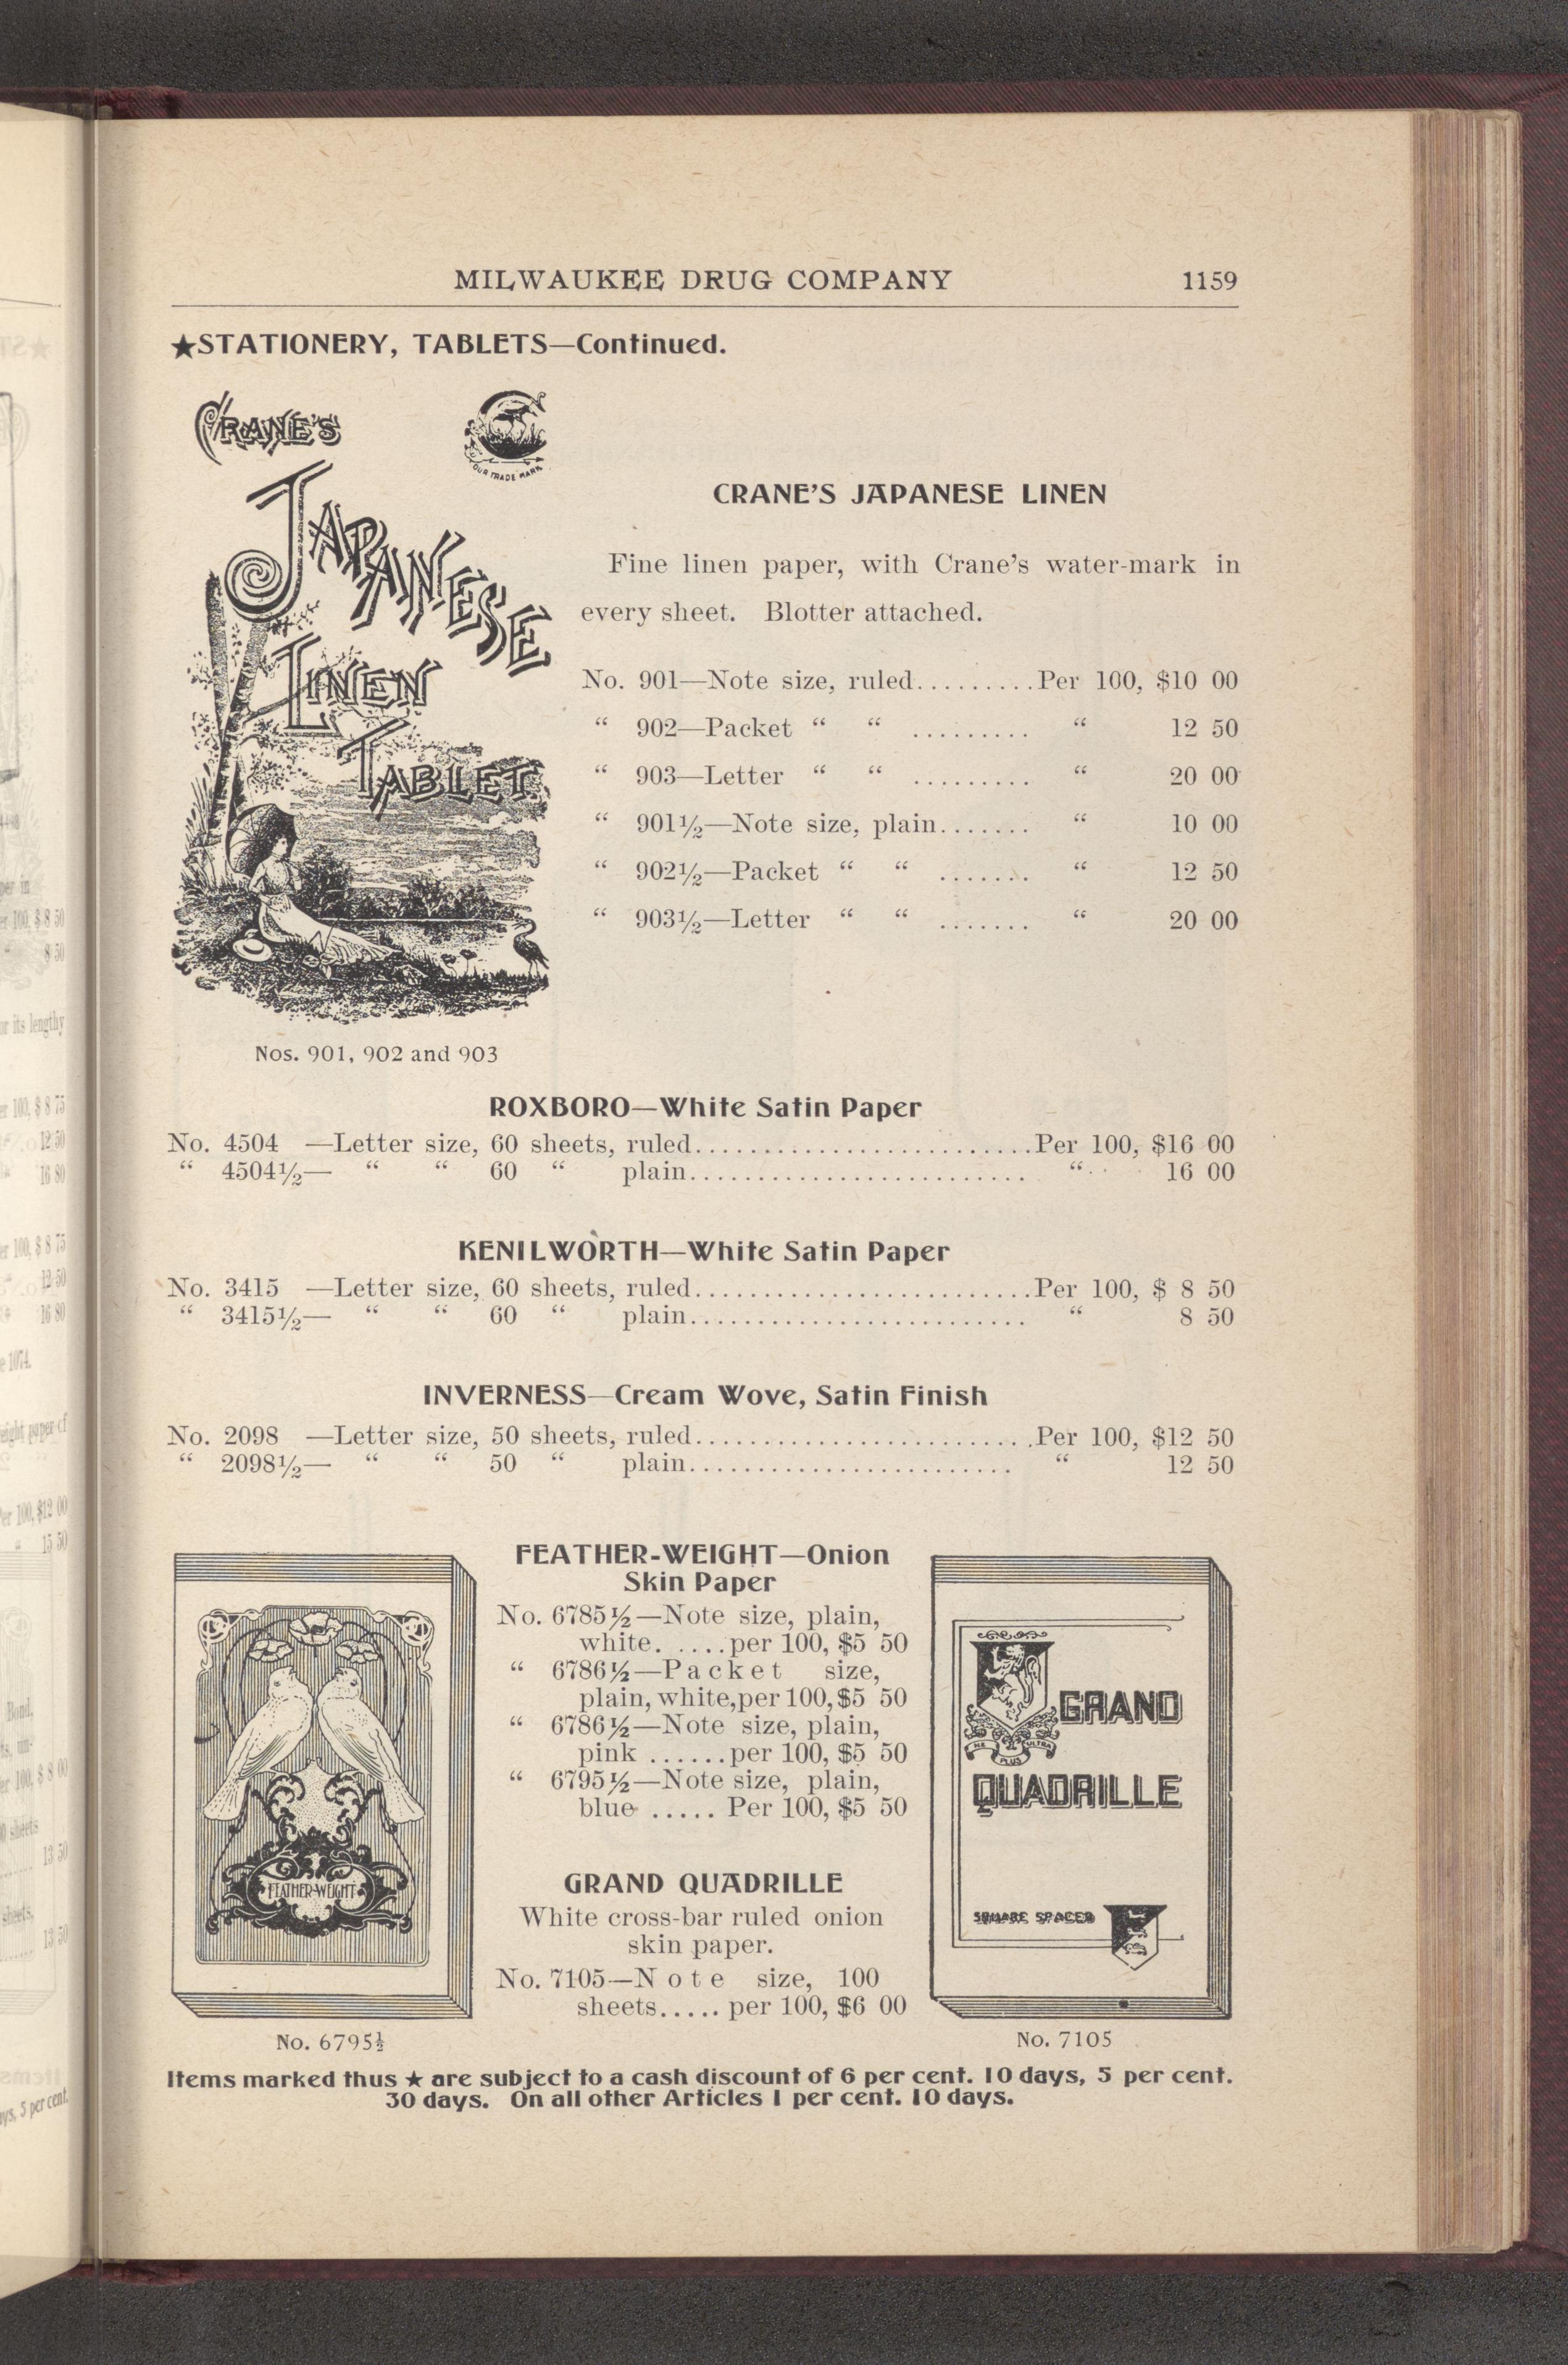 MILWAUKEE DRUG COMPANY 1159
★STATIONERY, TABLETS—Continued.
CRANE'S
OUR TRADE MARK
JAPANESE
LINEN
TABLET
Nos. 901, 902 and 903
CRANE'S JAPANESE LINEN
Fine linen paper, with Crane's water-mark in
every sheet. Blotter attached.
No. 901—Note size, ruled.........Per 100, $10 00
“ 902—Packet “ “ ......... “ 12 50
“ 903—Letter “ “ ......... “ 20 00
“ 901½—Note size, plain....... “ 10 00
“ 902½—Packet “ “ ....... “ 12 50
“ 903½—Letter “ “ ....... “ 20 00
ROXBORO—White Satin Paper
No. 4504 —Letter size, 60 sheets, ruled.........................Per 100, $16 00
“ 4504½— “ “ 60 “ plain......................... “ 16 00
KENILWORTH—White Satin Paper
No. 3415 —Letter size, 60 sheets, ruled.........................Per 100, $ 8 50
“ 3415½— “ “ 60 “ plain......................... “ 8 50
INVERNESS—Cream Wove, Satin Finish
No. 2098 —Letter size, 50 sheets, ruled.........................Per 100, $12 50
“ 2098½— “ “ 50 “ plain........................ “ 12 50
FEATHER-WEIGHT
No. 6795½
FEATHER-WEIGHT—Onion
Skin Paper
No. 6785½—Note size, plain,
white. ....per 100, $5 50
“ 6786½—Packet size,
plain, white,per 100, $5 50
“ 6786½—Note size, plain,
pink ......per 100, $5 50
“ 6795½—Note size, plain,
blue ..... Per 100, $5 50
GRAND QUADRILLE
White cross-bar ruled onion
skin paper.
No. 7105—Note size, 100
sheets..... per 100, $6 00
NE PLUS ULTRA
GRAND
QUADRILLE
SQUARE SPACED
No. 7105
Items marked thus ★ are subject to a cash discount of 6 per cent. 10 days, 5 per cent.
30 days. On all other Articles 1 per cent. 10 days.